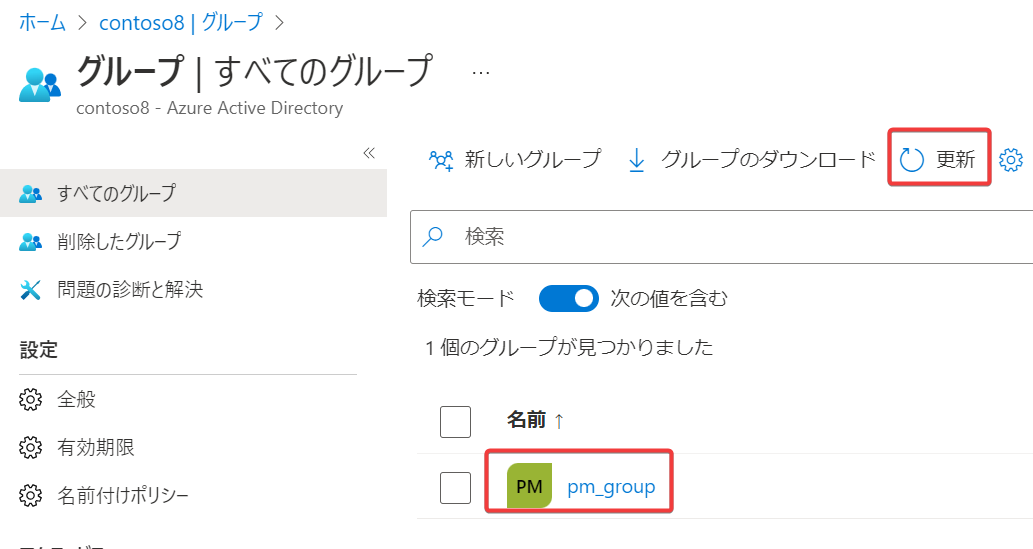 ホーム > contoso8 | グループ >
グループ | すべてのグループ ...
contoso8 - Azure Active Directory
«
すべてのグループ
削除したグループ
問題の診断と解決
設定
全般
有効期限
名前付けポリシー
新しいグループ グループのダウンロード 更新
検索
検索モード 次の値を含む
1 個のグループが見つかりました
名前 ↑
PM pm_group